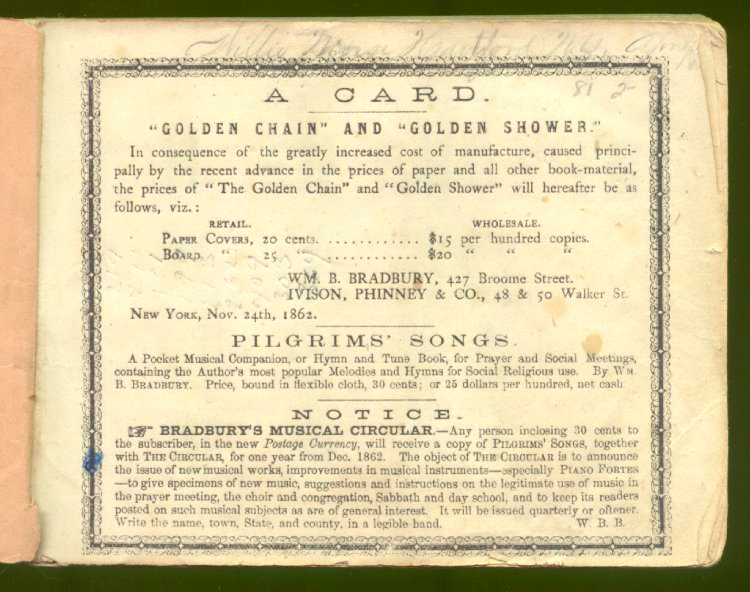 Willie Morse Hartford
81 2
A CARD.
"GOLDEN CHAIN" AND "GOLDEN SHOWER."
In consequence of the greatly increased cost of manufacture, caused princi-
pally by the recent advance in the prices of paper and all other book-material,
the prices of "The Golden Chain" and "Golden Shower" will hereafter be as
follows, viz.:
RETAIL. WHOLESALE.
PAPER COVERS, 20 cents. ............ $15 per hundred copies.
BOARD " 25 " ............ $20 " " "
WM. B. BRADBURY, 427 Broome Street.
IVISON, PHINNEY & CO., 48 & 50 Walker St.
NEW YORK, Nov. 24th, 1862.
PILGRIMS' SONGS.
A Pocket Musical Companion, or Hymn and Tune Book, for Prayer and Social Meetings,
containing the Author's most popular Melodies and Hymns for Social Religious use. By WM.
B. BRADBURY. Price, bound in flexible cloth, 30 cents; or 25 dollars per hundred, net cash
NOTICE.
☞ BRADBURY'S MUSICAL CIRCULAR.—Any person inclosing 30 cents to
the subscriber, in the new Postage Currency, will receive a copy of PILGRIMS' SONGS, together
with THE CIRCULAR, for one year from Dec. 1862. The object of THE CIRCULAR is to announce
the issue of new musical works, improvements in musical instruments—especially PIANO FORTES
—to give specimens of new music, suggestions and instructions on the legitimate use of music in
the prayer meeting, the choir and congregation, Sabbath and day school, and to keep its readers
posted on such musical subjects as are of general interest. It will be issued quarterly or oftener.
Write the name, town, State, and county, in a legible hand. W. B. B.